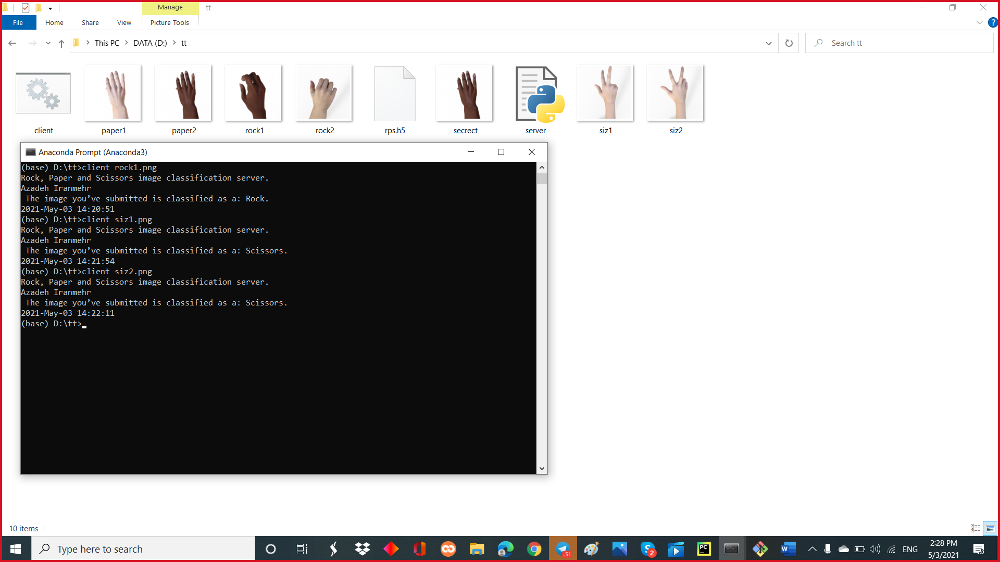 Manage
tt
File
Home
Share
View
Picture Tools
?
This PC
DATA (D:)
tt
Search tt
client
paper1
paper2
rock1
rock2
rps.h5
secrect
server
siz1
siz2
Anaconda Prompt (Anaconda3)
(base) D:\tt>client rock1.png
Rock, Paper and Scissors image classification server.
Azadeh Iranmehr
The image you’ve submitted is classified as a: Rock.
2021-May-03 14:20:51
(base) D:\tt>client siz1.png
Rock, Paper and Scissors image classification server.
Azadeh Iranmehr
The image you’ve submitted is classified as a: Scissors.
2021-May-03 14:21:54
(base) D:\tt>client siz2.png
Rock, Paper and Scissors image classification server.
Azadeh Iranmehr
The image you’ve submitted is classified as a: Scissors.
2021-May-03 14:22:11
(base) D:\tt>
10 items
Type here to search
..51
2
PC
W
ENG
2:28 PM
5/3/2021